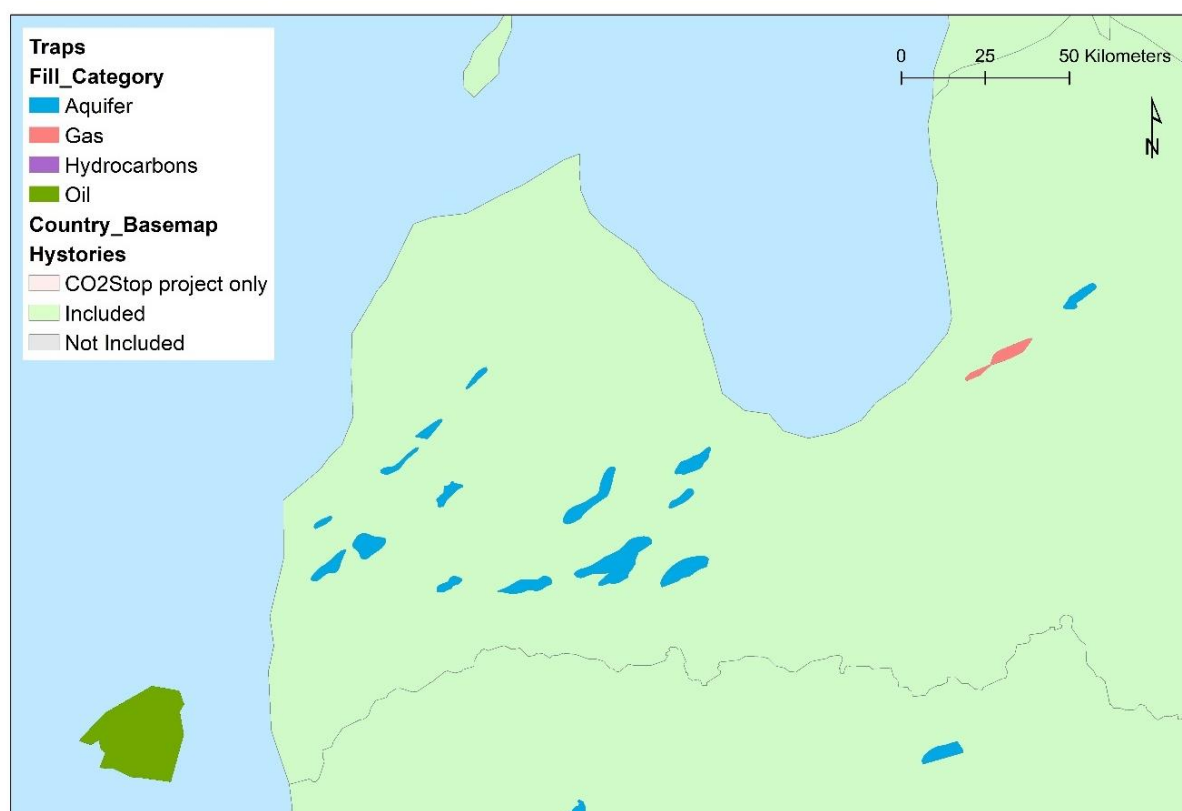 Traps
Fill_Category
Aquifer
Gas
Hydrocarbons
Oil
Country_Basemap
Hystories
CO2Stop project only
Included
Not Included
0 25 50 Kilometers
N